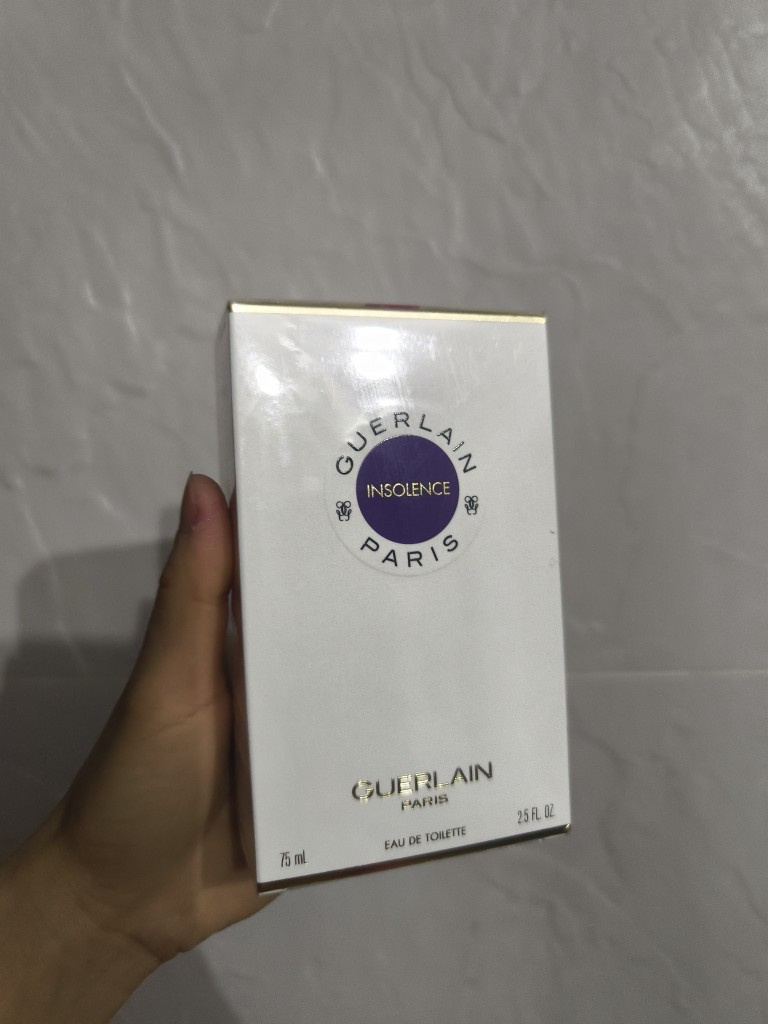 GUERLAIN
INSOLENCE
PARIS
GUERLAIN
PARIS
EAU DE TOILETTE
75 mL
2.5 FL. OZ